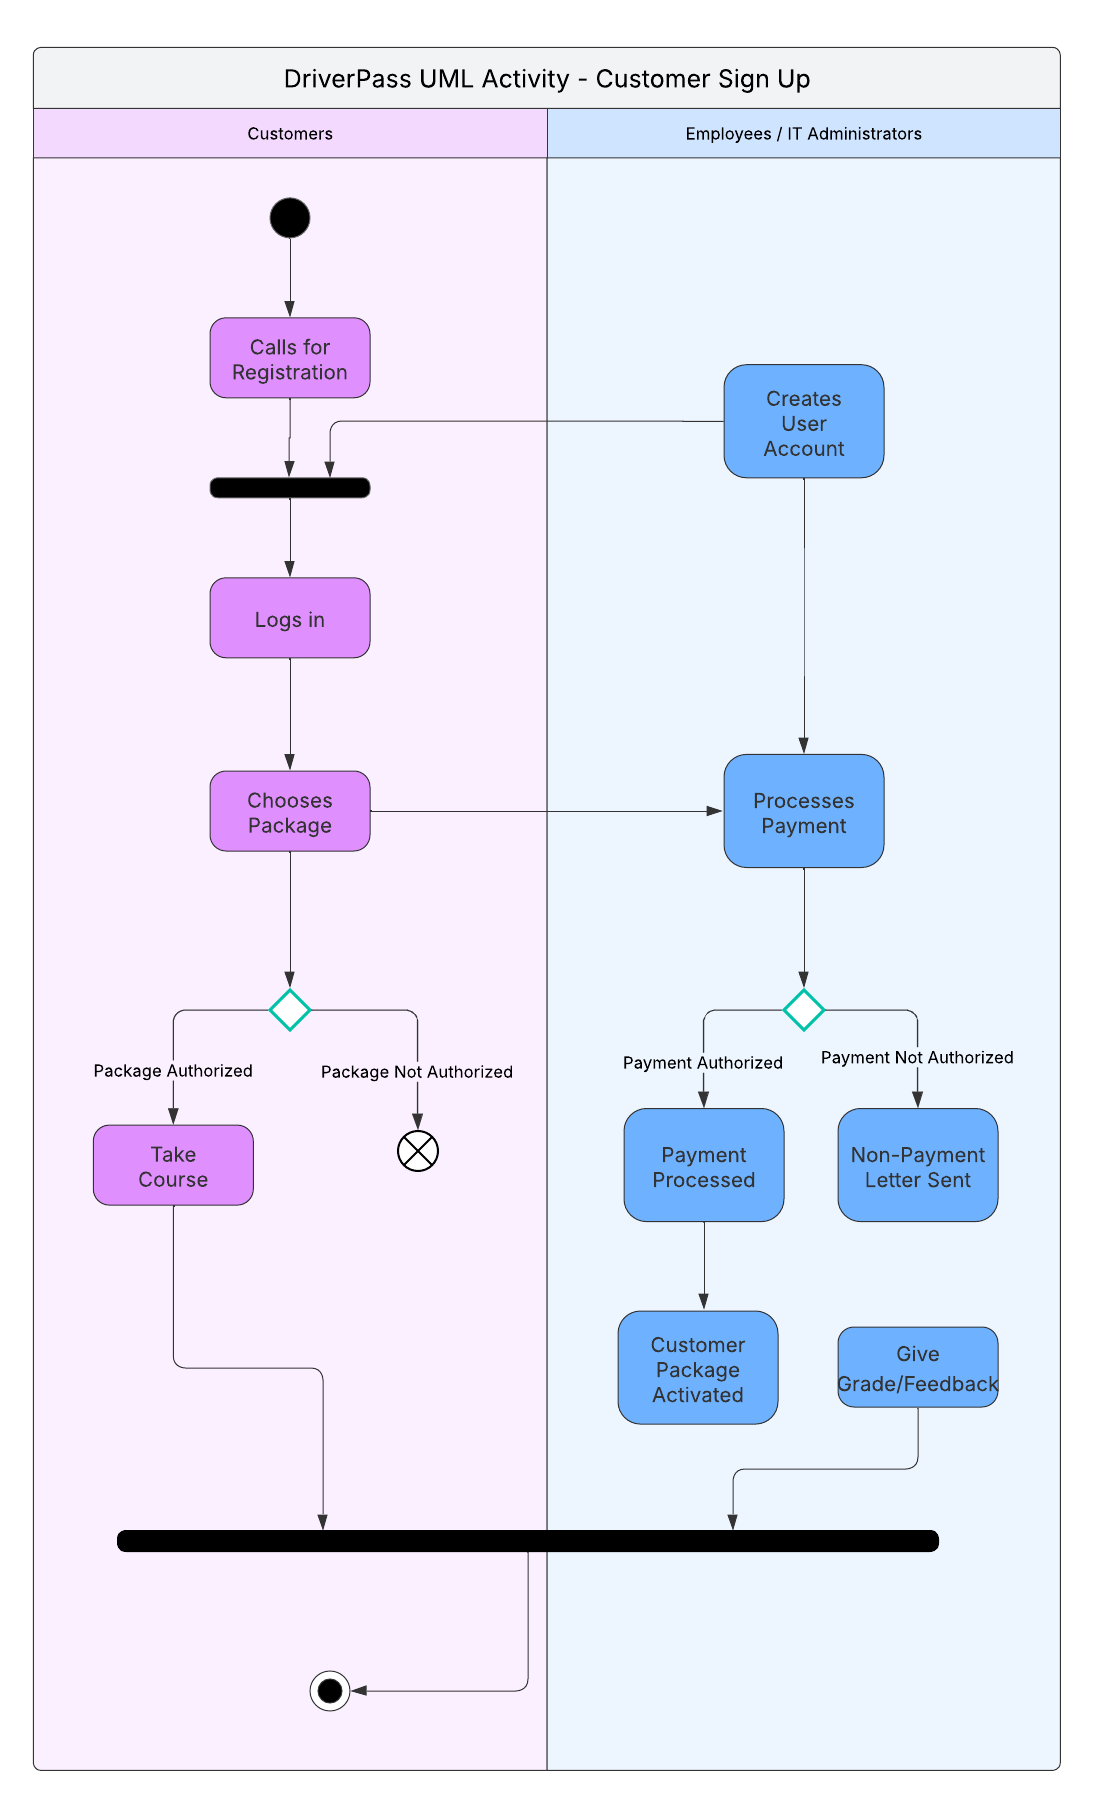 DriverPass UML Activity - Customer Sign Up
Customers
Employees / IT Administrators
Calls for
Registration
Creates
User
Account
Logs in
Chooses
Package
Processes
Payment
Package Authorized
Package Not Authorized
Payment Authorized
Payment Not Authorized
Take
Course
Payment
Processed
Non-Payment
Letter Sent
Customer
Package
Activated
Give
Grade/Feedback